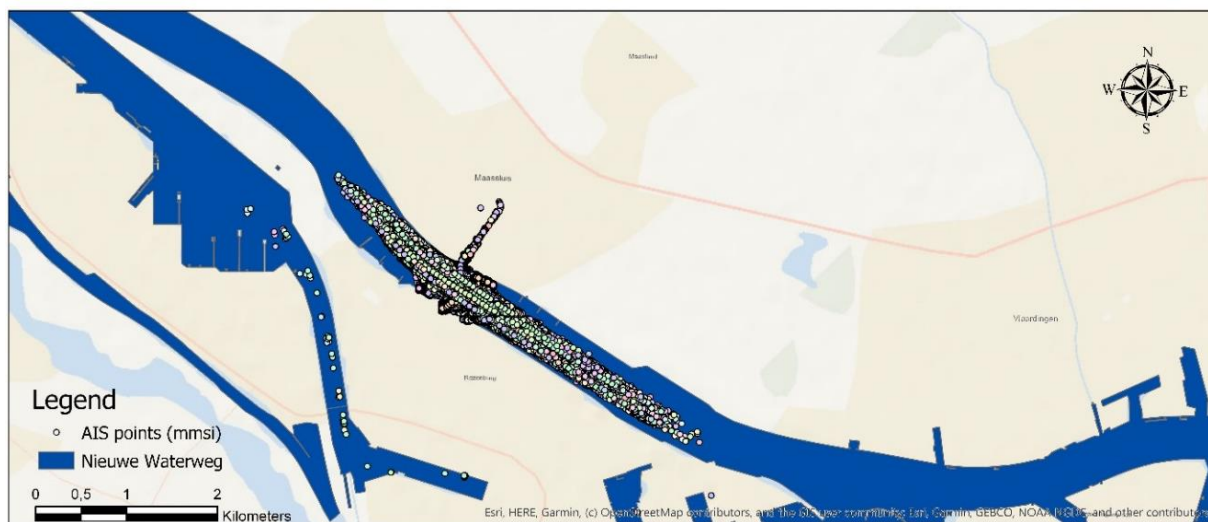 N
W E
S
Maassluis
Vlaardingen
Rozenburg
Legend
AIS points (mmsi)
Nieuwe Waterweg
0 0,5 1 2
Kilometers
Esri, HERE, Garmin, (c) OpenStreetMap contributors, and the GIS user community, Esri, Garmin, GEBCO, NOAA NGDC, and other contributors